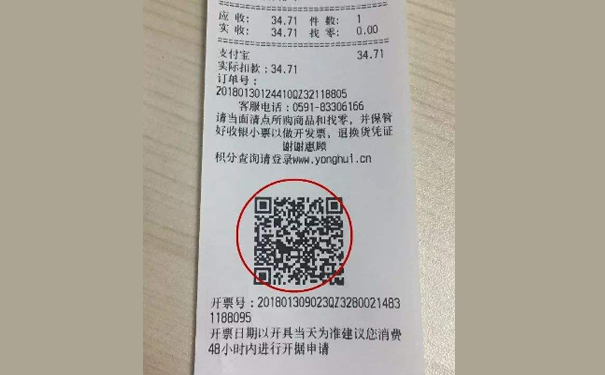 应 收: 34.71 件 数: 1
实 收: 34.71 找 零: 0.00
支付宝 34.71
实际扣款:34.71
订单号:
20180130124410QZ32118805
客服电话:0591-83306166
请当面清点所购商品和找零，并保管
好收银小票以做开发票，退换货凭证
谢谢惠顾
积分查询请登录www.yonghui.cn
开票号:201801309023QZ3280021483
1188095
开票日期以开具当天为准建议您消费
48小时内进行开据申请